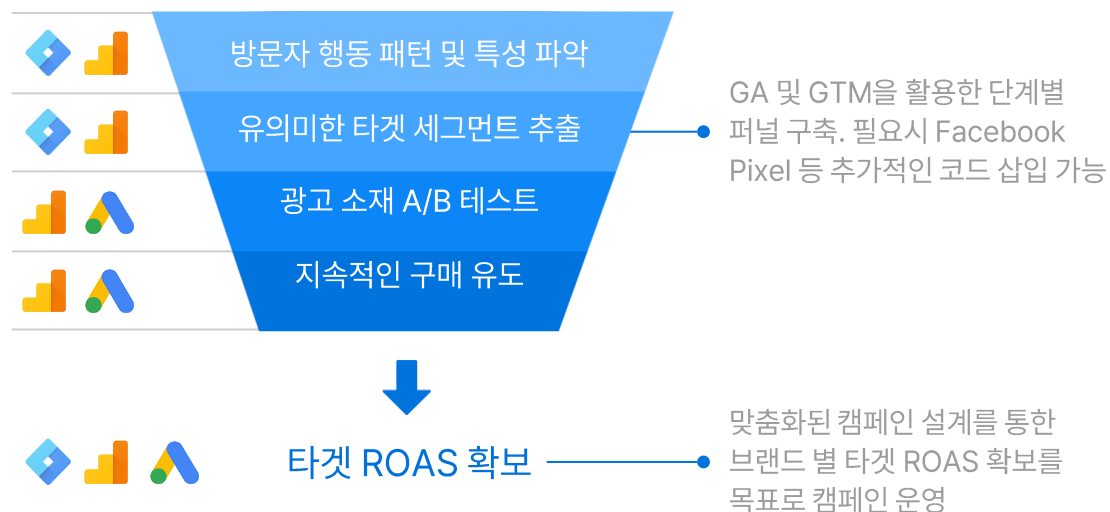 방문자 행동 패턴 및 특성 파악
유의미한 타겟 세그먼트 추출
광고 소재 A/B 테스트
지속적인 구매 유도
GA 및 GTM을 활용한 단계별
퍼널 구축. 필요시 Facebook
Pixel 등 추가적인 코드 삽입 가능
타겟 ROAS 확보
맞춤화된 캠페인 설계를 통한
브랜드 별 타겟 ROAS 확보를
목표로 캠페인 운영